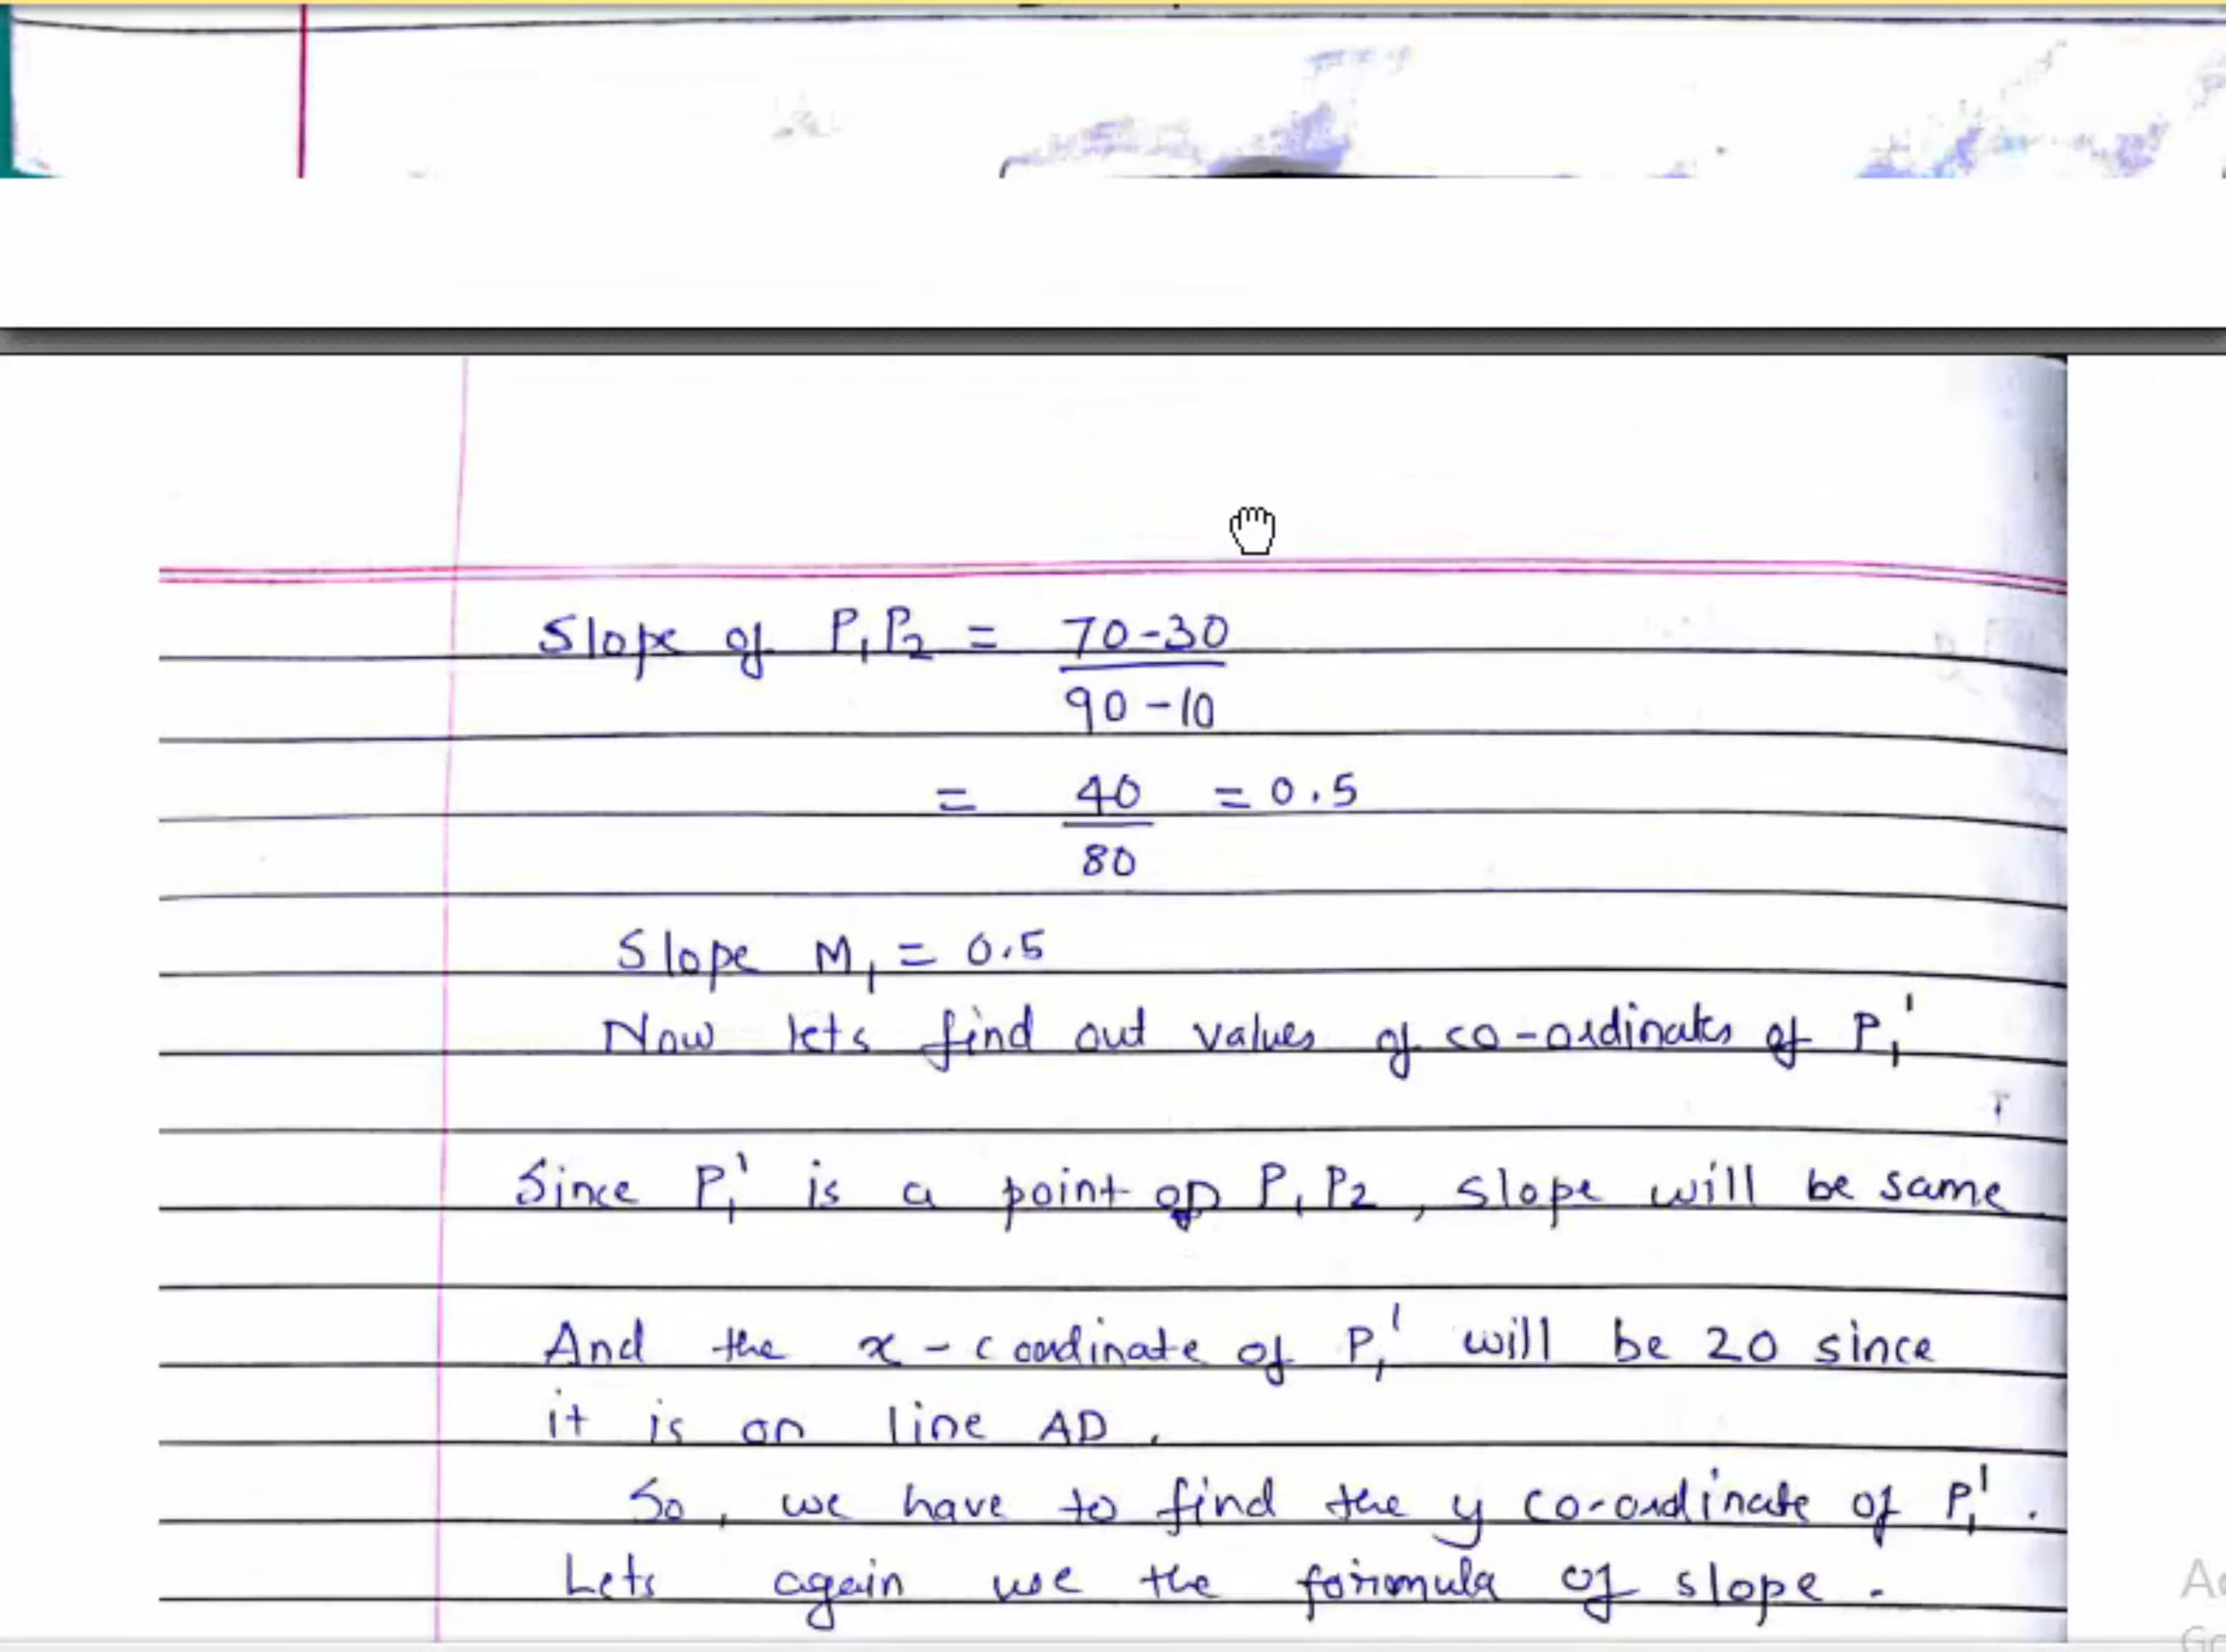 Slope of P₁P₂ = 70-30
90-10
= 40 = 0.5
80
Slope M₁ = 0.5
Now lets find out values of co-ordinates of P₁'
Since P₁' is a point on P₁P₂, slope will be same
And the x-coordinate of P₁' will be 20 since
it is on line AD.
So, we have to find the y co-ordinate of P₁'.
Lets again use the formula of slope.